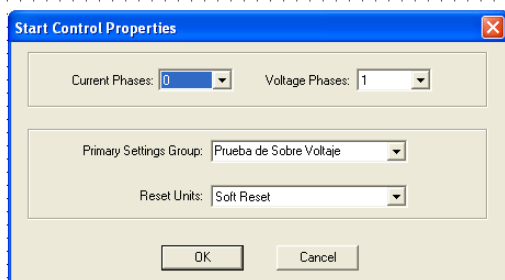 Start Control Properties
Current Phases: 0 Voltage Phases: 1
Primary Settings Group: Prueba de Sobre Voltaje
Reset Units: Soft Reset
OK Cancel